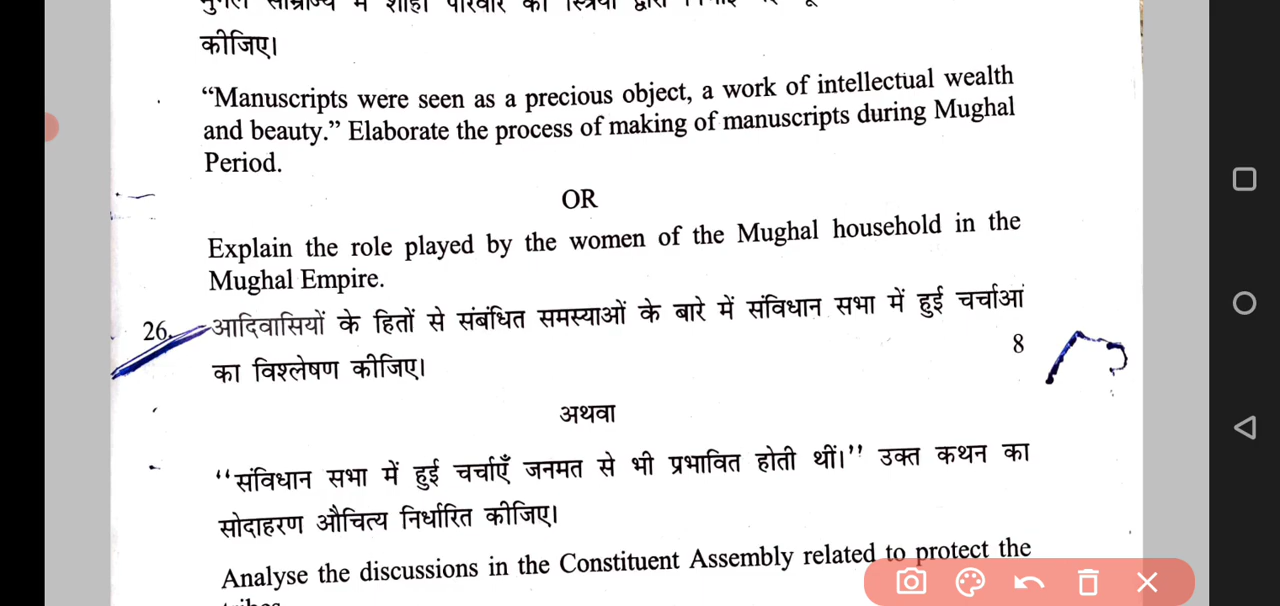 कीजिए।
“Manuscripts were seen as a precious object, a work of intellectual wealth
and beauty.” Elaborate the process of making of manuscripts during Mughal
Period.
OR
Explain the role played by the women of the Mughal household in the
Mughal Empire.
26. आदिवासियों के हितों से संबंधित समस्याओं के बारे में संविधान सभा में हुई चर्चाओं
का विश्लेषण कीजिए।
8
अथवा
‘‘संविधान सभा में हुई चर्चाएँ जनमत से भी प्रभावित होती थीं।’’ उक्त कथन का
सोदाहरण औचित्य निर्धारित कीजिए।
Analyse the discussions in the Constituent Assembly related to protect the